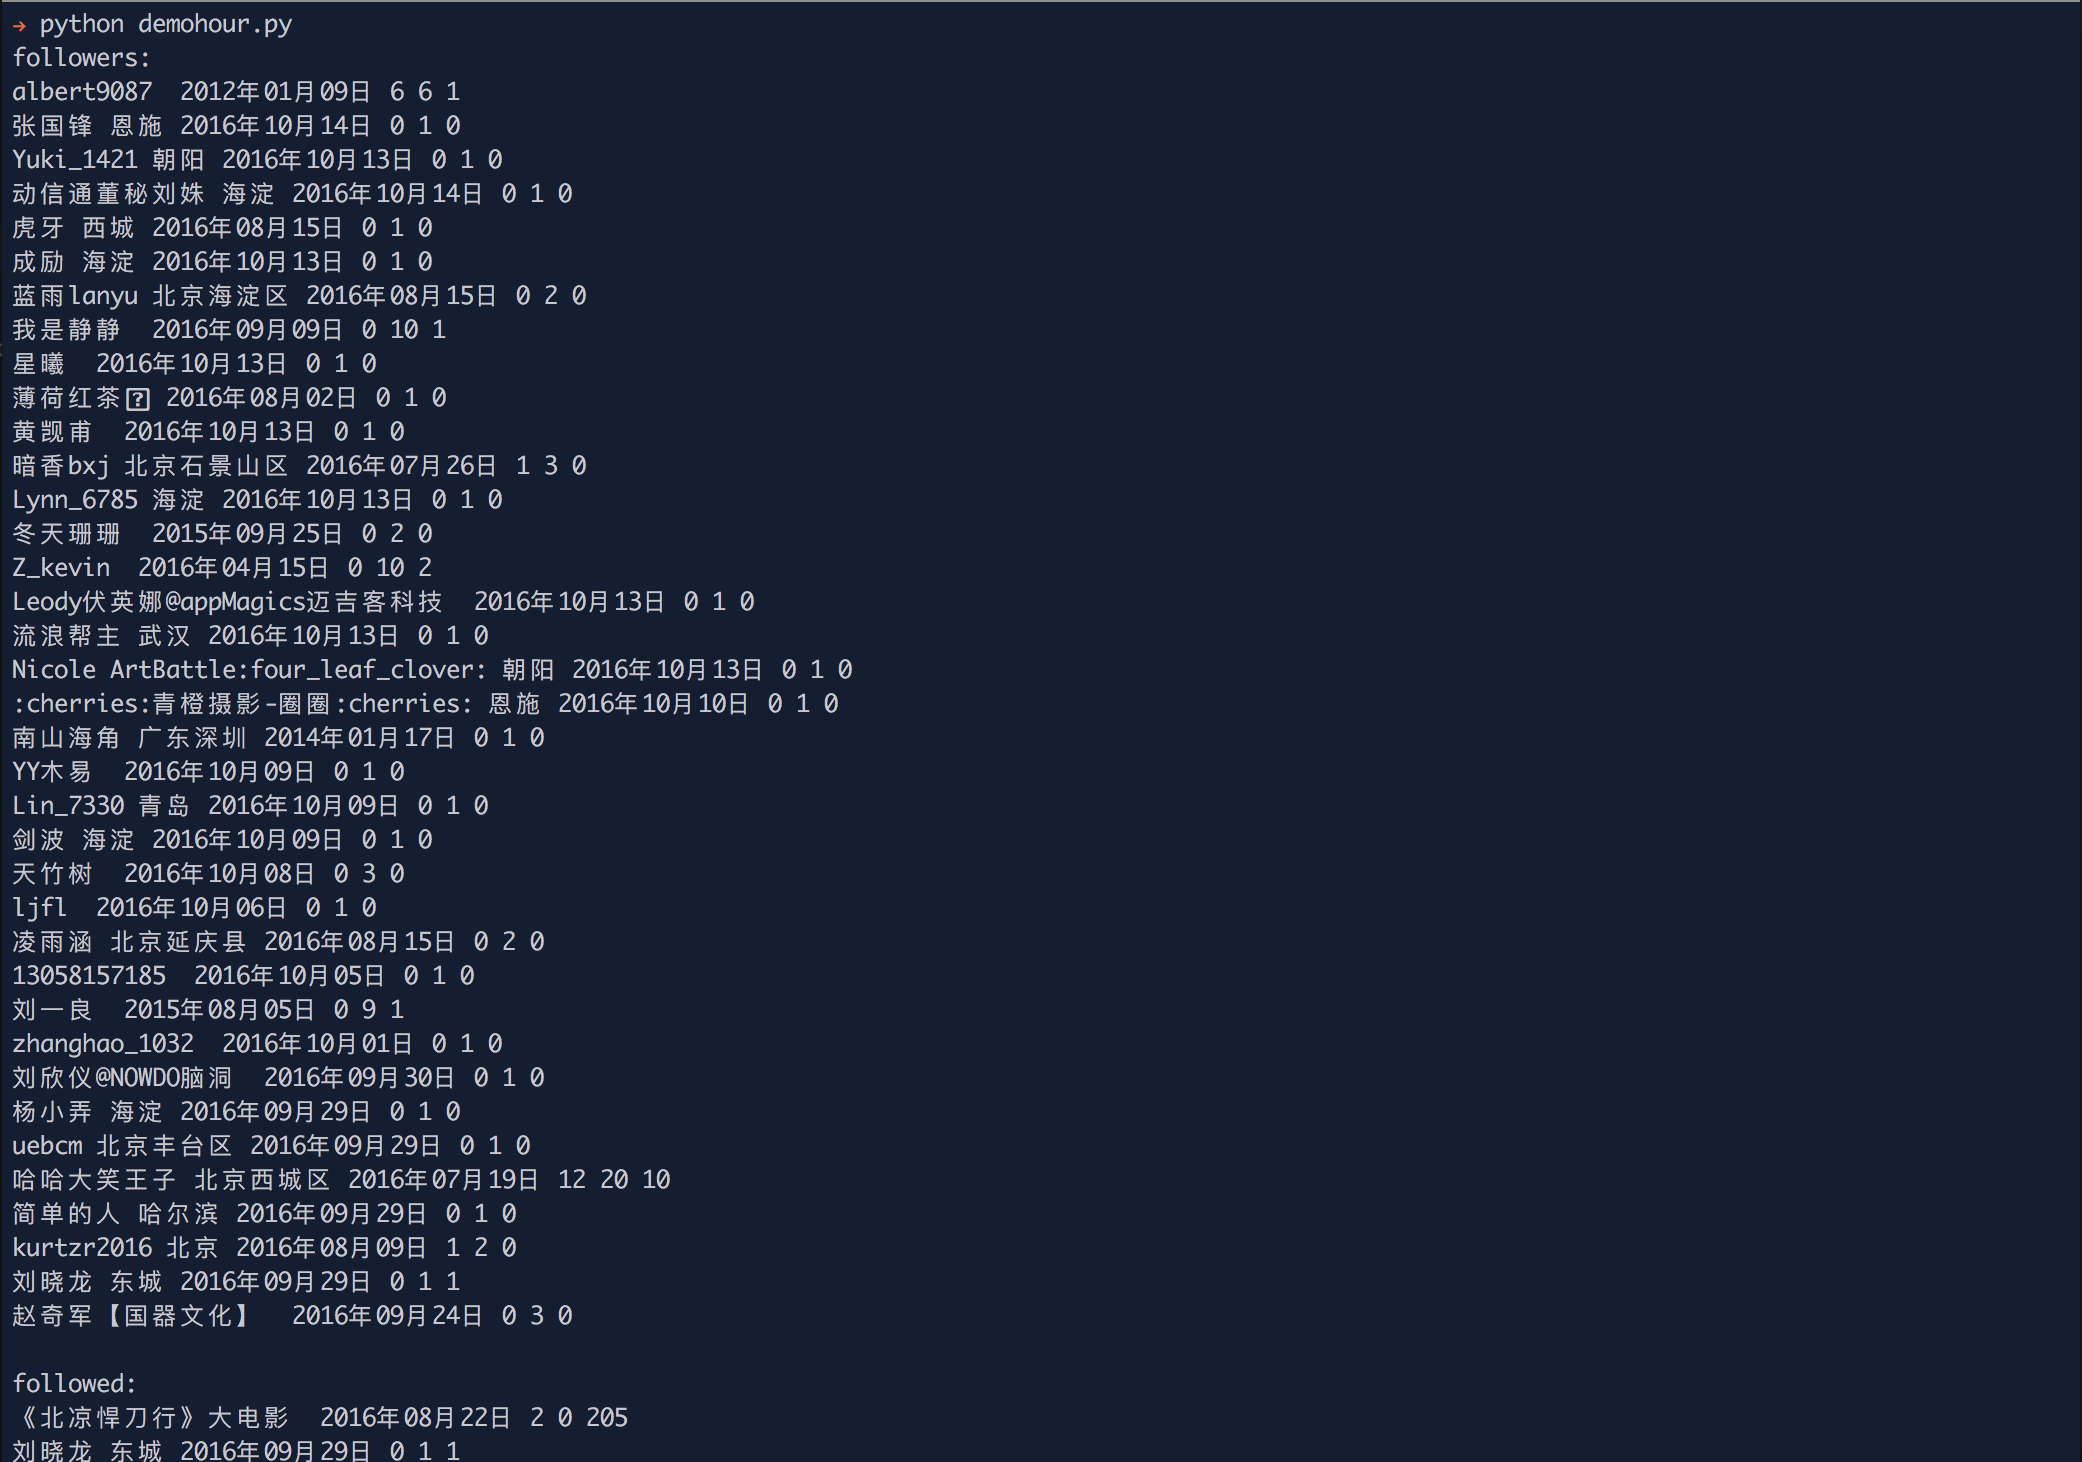 → python demohour.py
followers:
albert9087  2012年01月09日 6 6 1
张国锋 恩施 2016年10月14日 0 1 0
Yuki_1421 朝阳 2016年10月13日 0 1 0
动信通董秘刘姝 海淀 2016年10月14日 0 1 0
虎牙 西城 2016年08月15日 0 1 0
成励 海淀 2016年10月13日 0 1 0
蓝雨lanyu 北京海淀区 2016年08月15日 0 2 0
我是静静  2016年09月09日 0 10 1
星曦  2016年10月13日 0 1 0
薄荷红茶⍰ 2016年08月02日 0 1 0
黄觊甫  2016年10月13日 0 1 0
暗香bxj 北京石景山区 2016年07月26日 1 3 0
Lynn_6785 海淀 2016年10月13日 0 1 0
冬天珊珊  2015年09月25日 0 2 0
Z_kevin  2016年04月15日 0 10 2
Leody伏英娜@appMagics迈吉客科技  2016年10月13日 0 1 0
流浪帮主 武汉 2016年10月13日 0 1 0
Nicole ArtBattle:four_leaf_clover: 朝阳 2016年10月13日 0 1 0
:cherries:青橙摄影-圈圈:cherries: 恩施 2016年10月10日 0 1 0
南山海角 广东深圳 2014年01月17日 0 1 0
YY木易  2016年10月09日 0 1 0
Lin_7330 青岛 2016年10月09日 0 1 0
剑波 海淀 2016年10月09日 0 1 0
天竹树  2016年10月08日 0 3 0
ljfl  2016年10月06日 0 1 0
凌雨涵 北京延庆县 2016年08月15日 0 2 0
13058157185  2016年10月05日 0 1 0
刘一良  2015年08月05日 0 9 1
zhanghao_1032  2016年10月01日 0 1 0
刘欣仪@NOWDO脑洞  2016年09月30日 0 1 0
杨小弄 海淀 2016年09月29日 0 1 0
uebcm 北京丰台区 2016年09月29日 0 1 0
哈哈大笑王子 北京西城区 2016年07月19日 12 20 10
简单的人 哈尔滨 2016年09月29日 0 1 0
kurtzr2016 北京 2016年08月09日 1 2 0
刘晓龙 东城 2016年09月29日 0 1 1
赵奇军【国器文化】  2016年09月24日 0 3 0
followed:
《北凉悍刀行》大电影  2016年08月22日 2 0 205
刘晓龙 东城 2016年09月29日 0 1 1